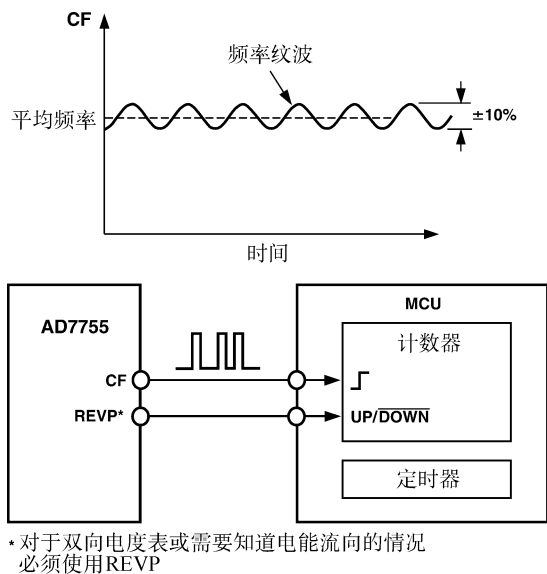 CF
频率纹波
平均频率
±10%
时间
AD7755
MCU
计数器
CF
REVP*
UP/DOWN
定时器
* 对于双向电度表或需要知道电能流向的情况
必须使用REVP